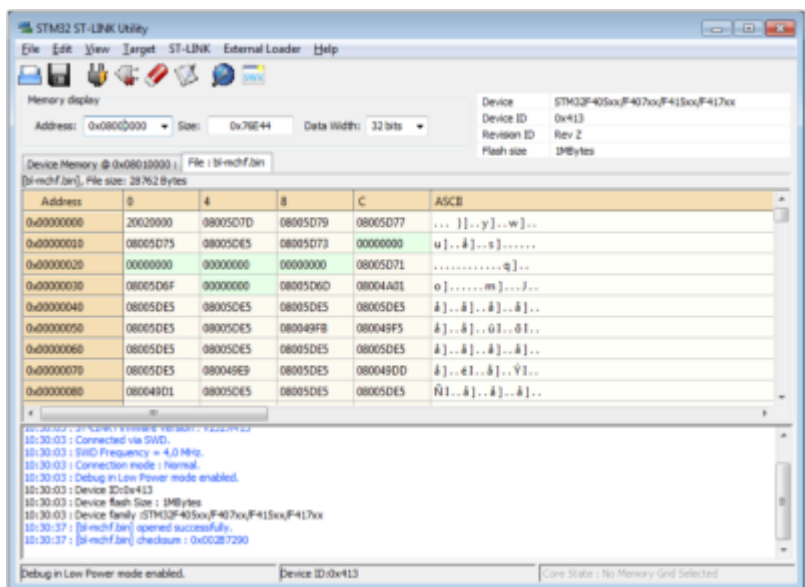 STM32 ST-LINK Utility
File Edit View Target ST-LINK External Loader Help
Memory display
Address: 0x08000000 Size: 0x76E44 Data Width: 32 bits
Device STM32F405xx/F407xx/F415xx/F417xx
Device ID 0x413
Revision ID Rev Z
Flash size 1MBytes
Device Memory @ 0x08010000 : File : bl-mchf.bin
[bl-mchf.bin], File size: 28762 Bytes
Address 0 4 8 C ASCII
0x00000000 20020000 08005D7D 08005D79 08005D77 ... }]..y]..w]..
0x00000010 08005D75 08005DE5 08005D73 00000000 u]..å]..s]......
0x00000020 00000000 00000000 00000000 08005D71 ............q]..
0x00000030 08005D6F 00000000 08005D6D 08004A01 o]......m]...J..
0x00000040 08005DE5 08005DE5 08005DE5 08005DE5 å]..å]..å]..å]..
0x00000050 08005DE5 08005DE5 080049FB 080049F5 å]..å]..ûI..õI..
0x00000060 08005DE5 08005DE5 08005DE5 08005DE5 å]..å]..å]..å]..
0x00000070 08005DE5 080049E9 08005DE5 080049DD å]..éI..å]..ÝI..
0x00000080 080049D1 08005DE5 08005DE5 08005DE5 ÑI..å]..å]..å]..
10:30:03 : Connected via SWD.
10:30:03 : SWD Frequency = 4,0 MHz.
10:30:03 : Connection mode : Normal.
10:30:03 : Debug in Low Power mode enabled.
10:30:03 : Device ID:0x413
10:30:03 : Device flash Size : 1MBytes
10:30:03 : Device family :STM32F405xx/F407xx/F415xx/F417xx
10:30:37 : [bl-mchf.bin] opened successfully.
10:30:37 : [bl-mchf.bin] checksum : 0x002B7290
Debug in Low Power mode enabled. Device ID:0x413 Core State : No Memory Grid Selected